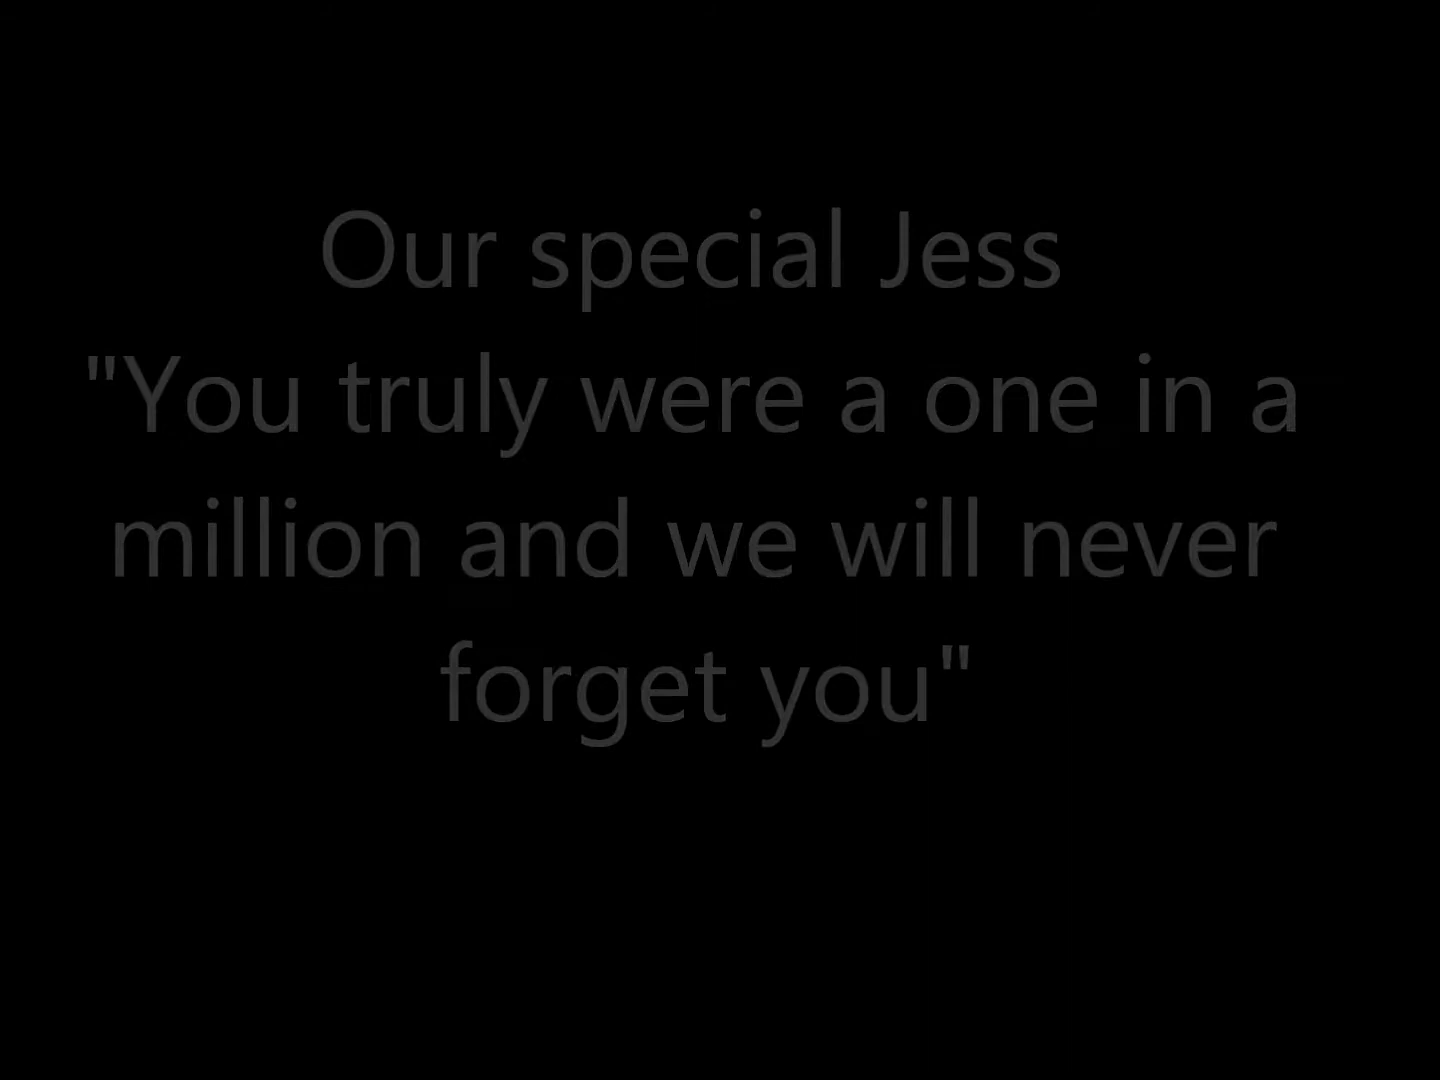 Our special Jess
"You truly were a one in a
million and we will never
forget you"